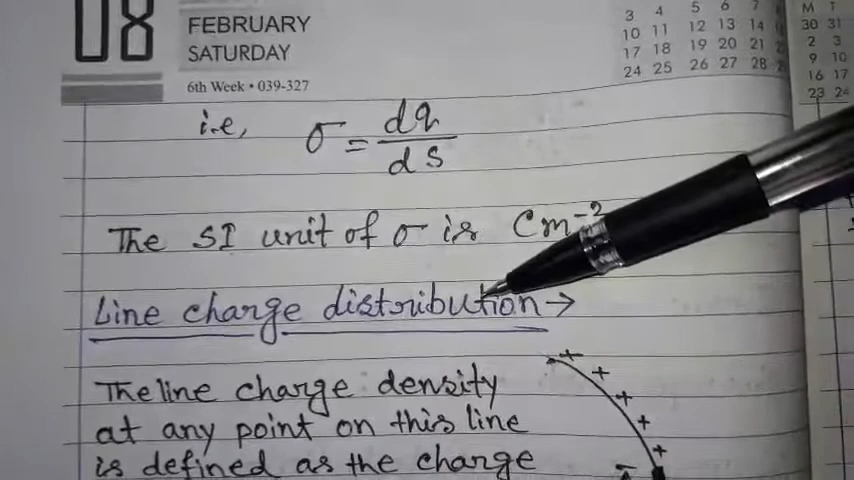 08
FEBRUARY
SATURDAY
6th Week • 039-327
3 4 5 6 7
10 11 12 13 14
17 18 19 20 21
24 25 26 27 28
M T
30 31
2 3
9 10
16 17
23 24
i.e, σ = dq/ds
The SI unit of σ is Cm⁻²
Line charge distribution →
The line charge density
at any point on this line
is defined as the charge
+ + + + +